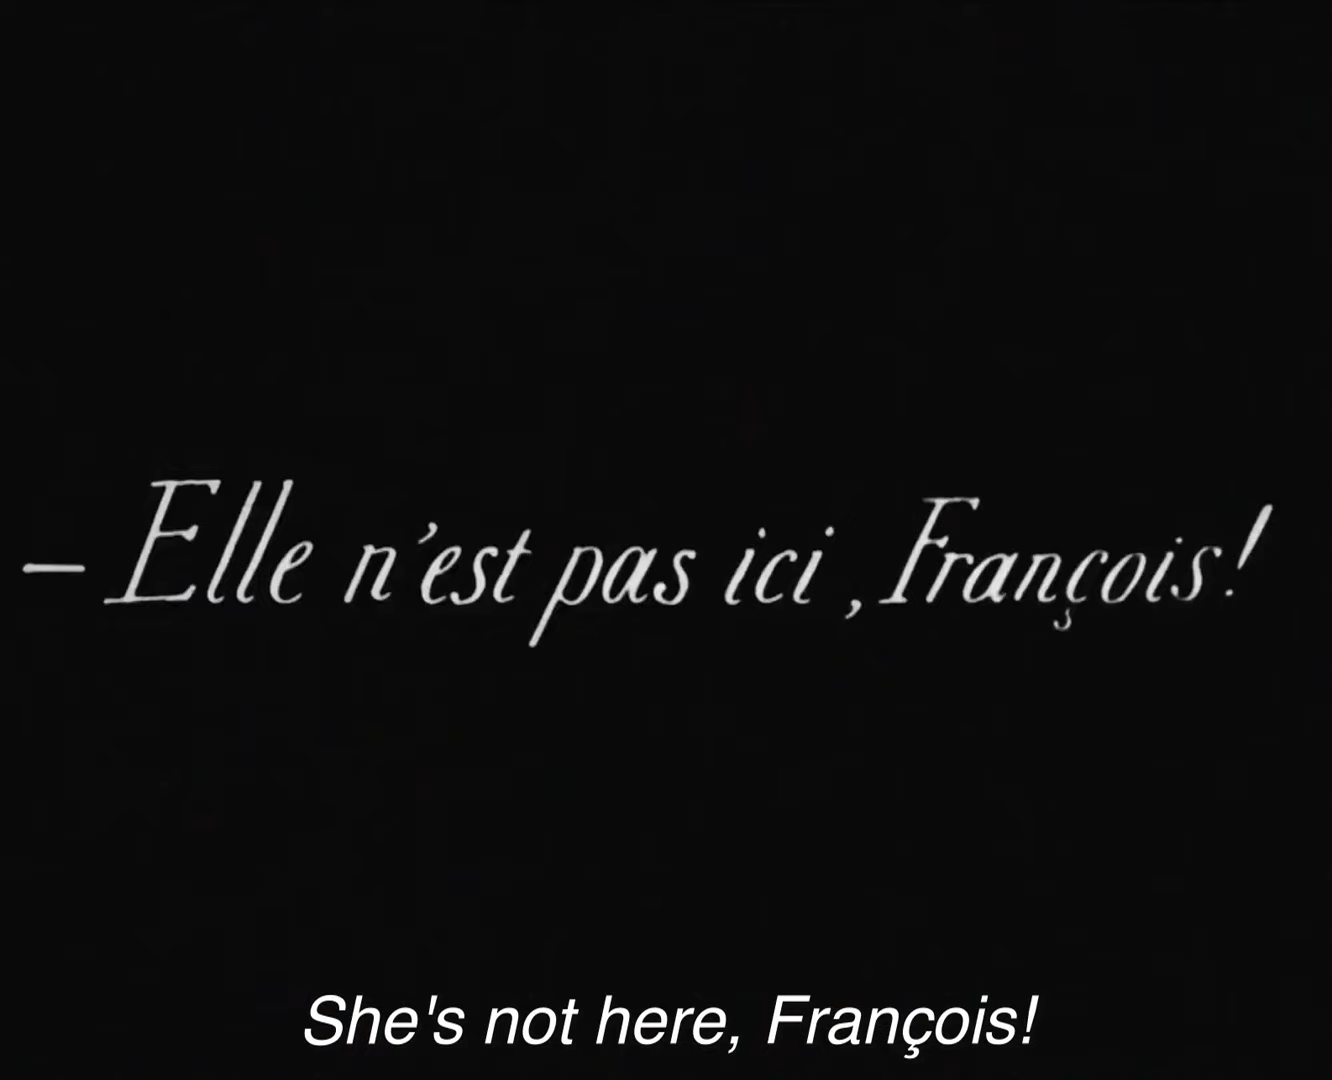 – Elle n'est pas ici, François!
She's not here, François!